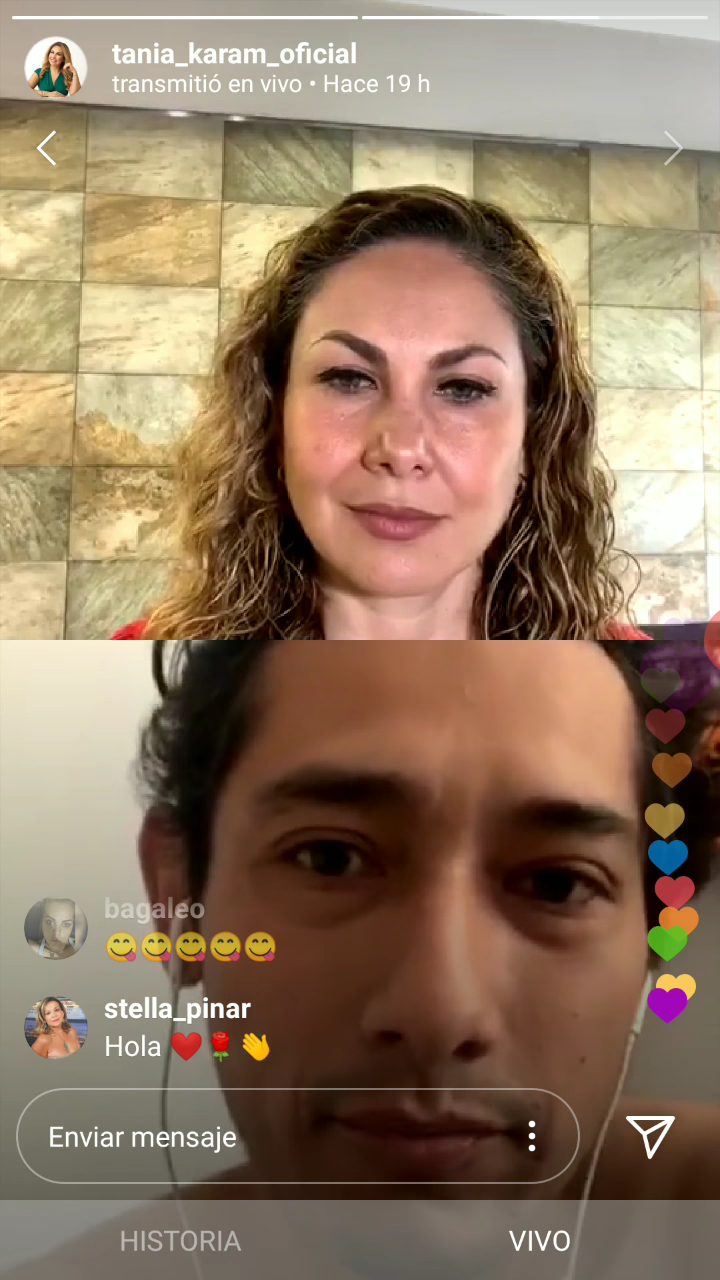 tania_karam_oficial
transmitió en vivo • Hace 19 h
bagaleo
😋😋😋😋😋
stella_pinar
Hola ❤️🌹👋
Enviar mensaje
HISTORIA
VIVO